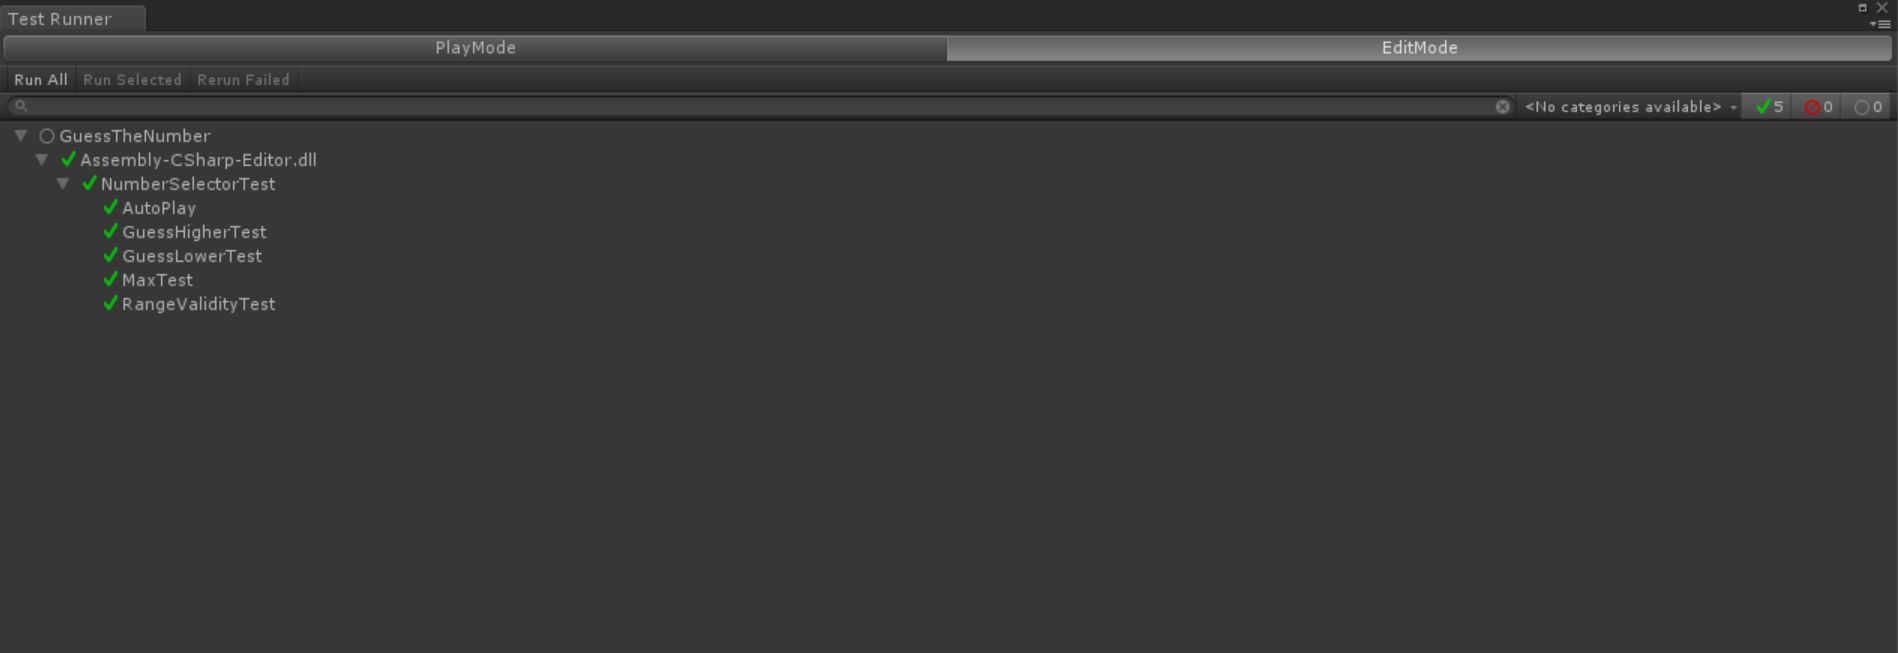 Test Runner
PlayMode EditMode
Run All Run Selected Rerun Failed
<No categories available> 5 0 0
GuessTheNumber
Assembly-CSharp-Editor.dll
NumberSelectorTest
AutoPlay
GuessHigherTest
GuessLowerTest
MaxTest
RangeValidityTest